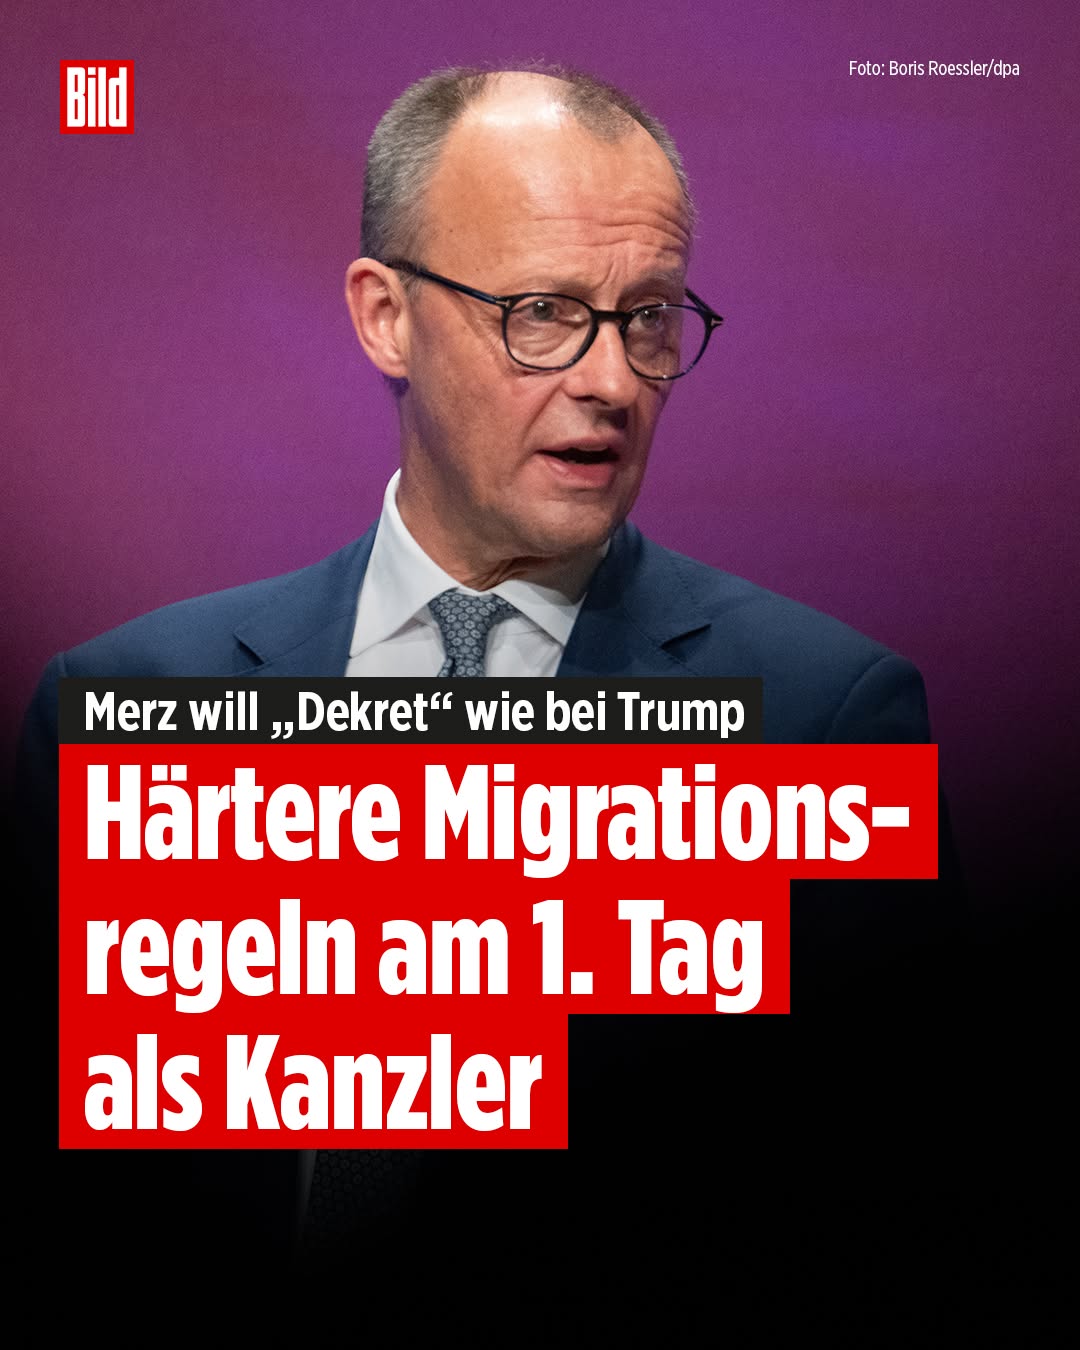 Bild
Foto: Boris Roessler/dpa
Merz will „Dekret“ wie bei Trump
Härtere Migrations-
regeln am 1. Tag
als Kanzler